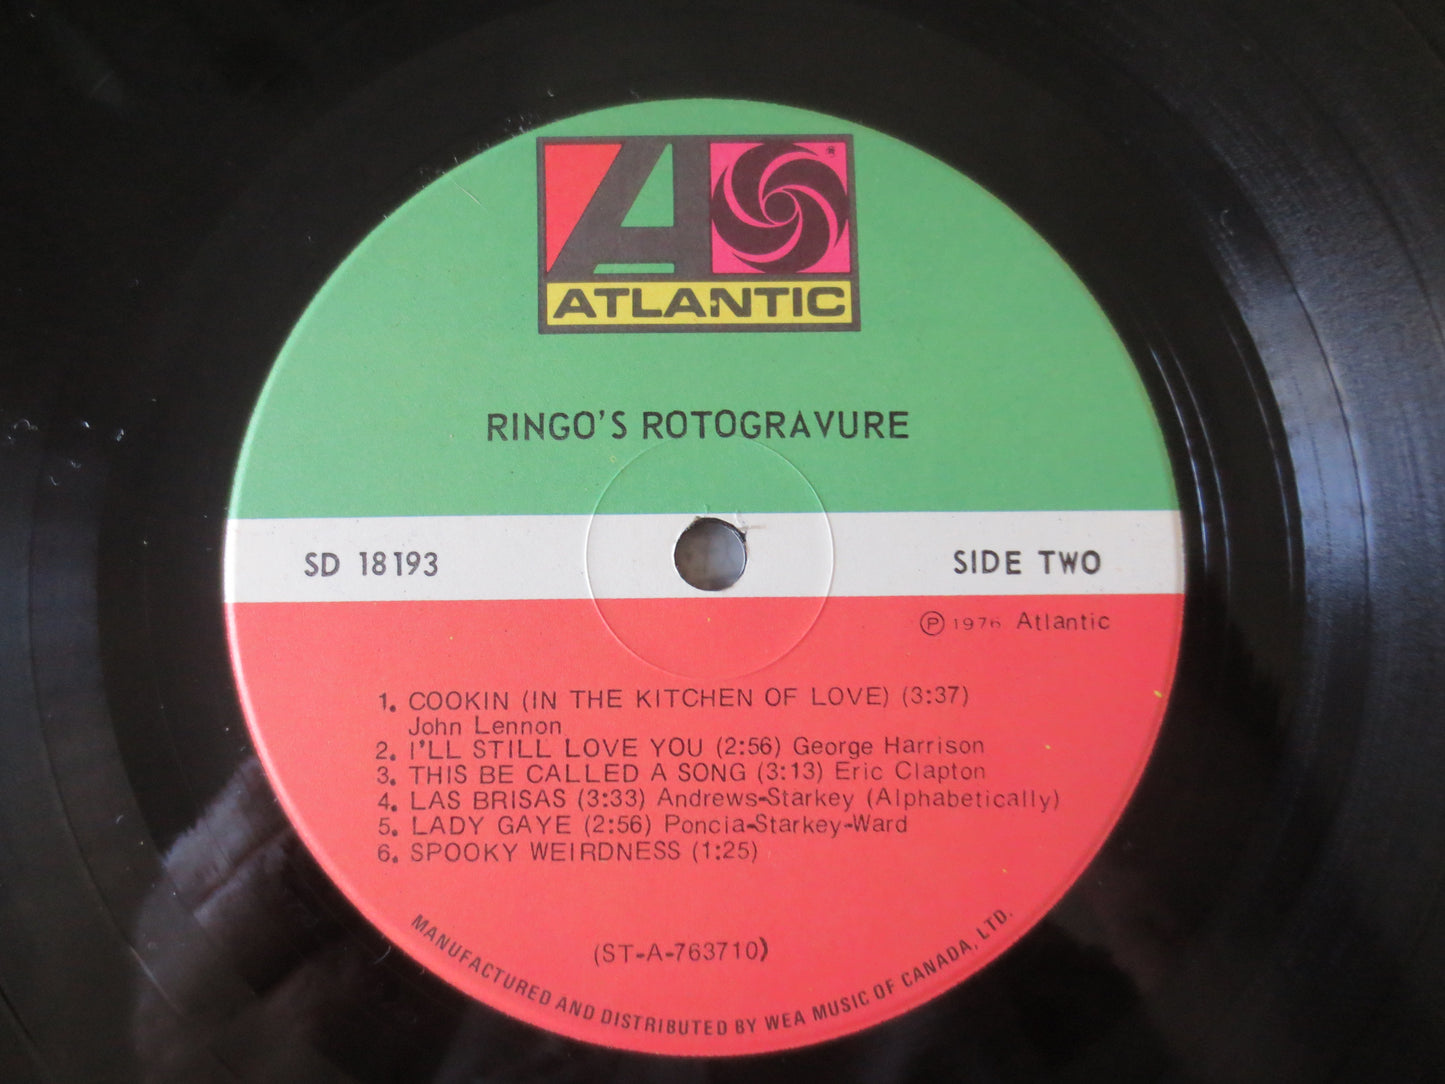 A
®
ATLANTIC
RINGO'S ROTOGRAVURE
SD 18193
SIDE TWO
Ⓟ 1976 Atlantic
1. COOKIN (IN THE KITCHEN OF LOVE) (3:37)
John Lennon
2. I'LL STILL LOVE YOU (2:56) George Harrison
3. THIS BE CALLED A SONG (3:13) Eric Clapton
4. LAS BRISAS (3:33) Andrews-Starkey (Alphabetically)
5. LADY GAYE (2:56) Poncia-Starkey-Ward
6. SPOOKY WEIRDNESS (1:25)
(ST-A-763710)
MANUFACTURED AND DISTRIBUTED BY WEA MUSIC OF CANADA, LTD.